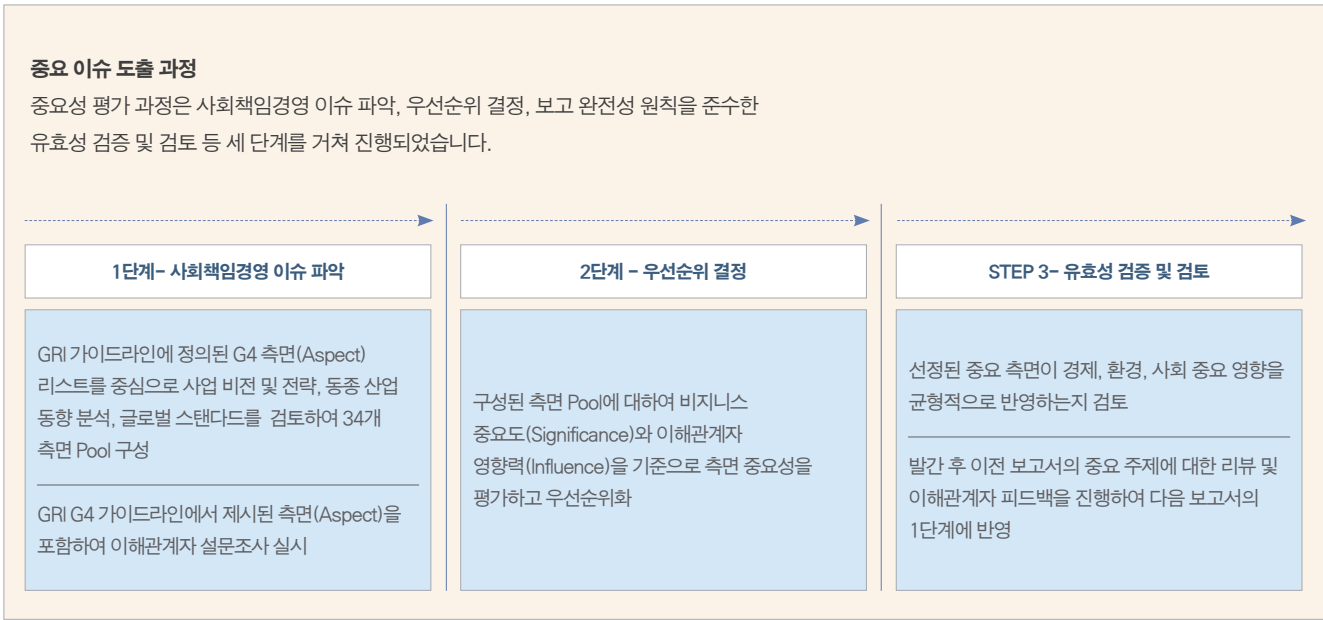 중요 이슈 도출 과정
중요성 평가 과정은 사회책임경영 이슈 파악, 우선순위 결정, 보고 완전성 원칙을 준수한
유효성 검증 및 검토 등 세 단계를 거쳐 진행되었습니다.
1단계- 사회책임경영 이슈 파악
GRI 가이드라인에 정의된 G4 측면(Aspect)
리스트를 중심으로 사업 비전 및 전략, 동종 산업
동향 분석, 글로벌 스탠다드를 검토하여 34개
측면 Pool 구성
GRI G4 가이드라인에서 제시된 측면(Aspect)을
포함하여 이해관계자 설문조사 실시
2단계 - 우선순위 결정
구성된 측면 Pool에 대하여 비지니스
중요도(Significance)와 이해관계자
영향력(Influence)을 기준으로 측면 중요성을
평가하고 우선순위화
STEP 3- 유효성 검증 및 검토
선정된 중요 측면이 경제, 환경, 사회 중요 영향을
균형적으로 반영하는지 검토
발간 후 이전 보고서의 중요 주제에 대한 리뷰 및
이해관계자 피드백을 진행하여 다음 보고서의
1단계에 반영